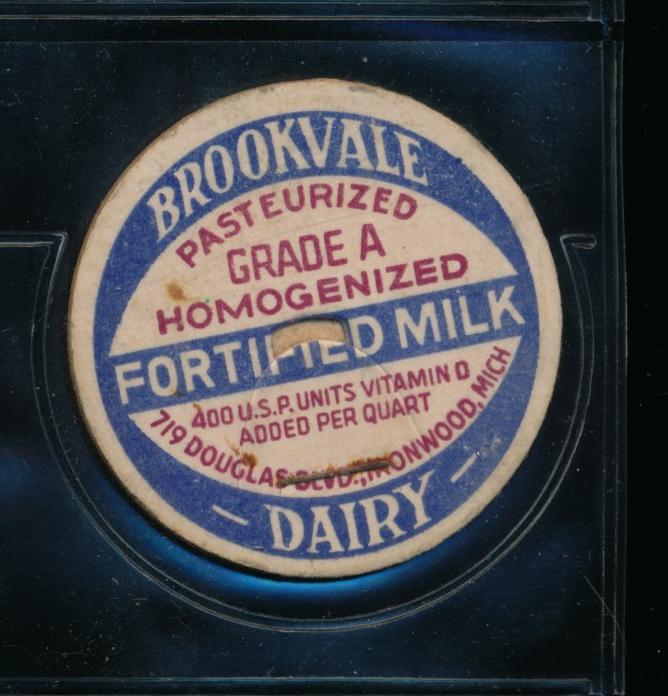 BROOKVALE
PASTEURIZED
GRADE A
HOMOGENIZED
FORTIFIED MILK
400 U.S.P. UNITS VITAMIN D
ADDED PER QUART
719 DOUGLAS BLVD., IRONWOOD, MICH
- DAIRY -